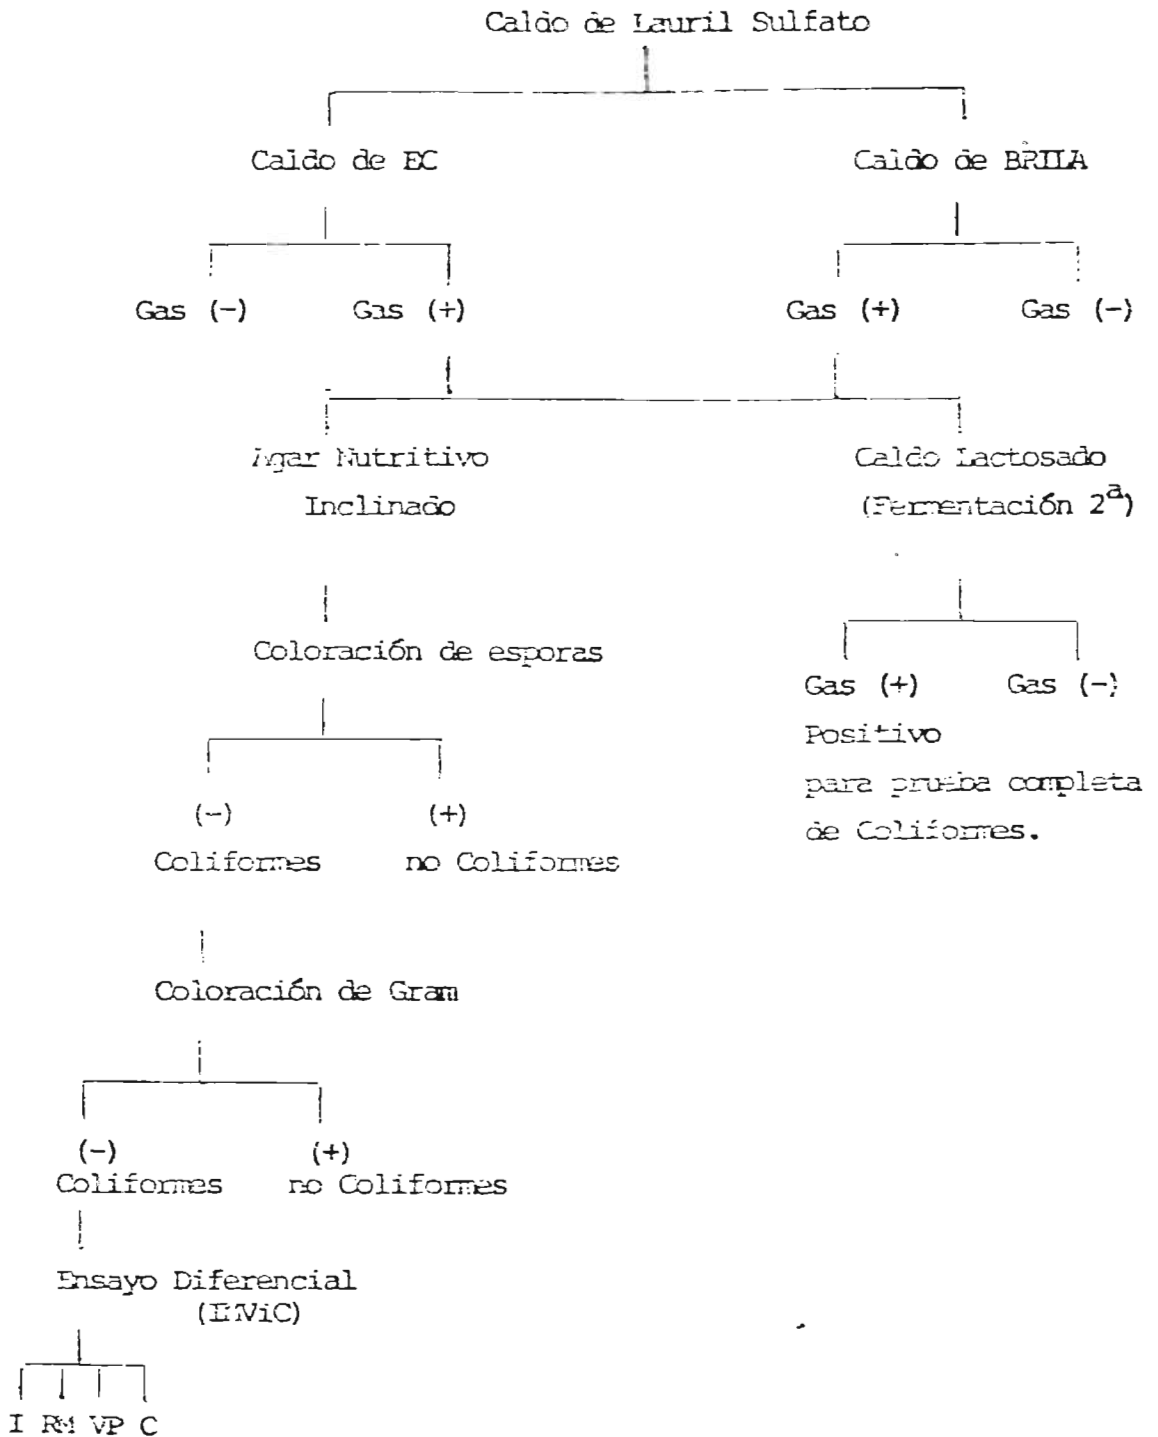 Caldo de Lauril Sulfato
Caldo de EC
Caldo de BRILA
Gas (-)
Gas (+)
Gas (+)
Gas (-)
Agar Nutritivo
Inclinado
Caldo Lactosado
(Fermentación 2ª)
Coloración de esporas
Gas (+)
Gas (-)
Positivo
para prueba completa
de Coliformes.
(-)
(+)
Coliformes
no Coliformes
Coloración de Gram
(-)
(+)
Coliformes
no Coliformes
Ensayo Diferencial
(IMViC)
I RM VP C